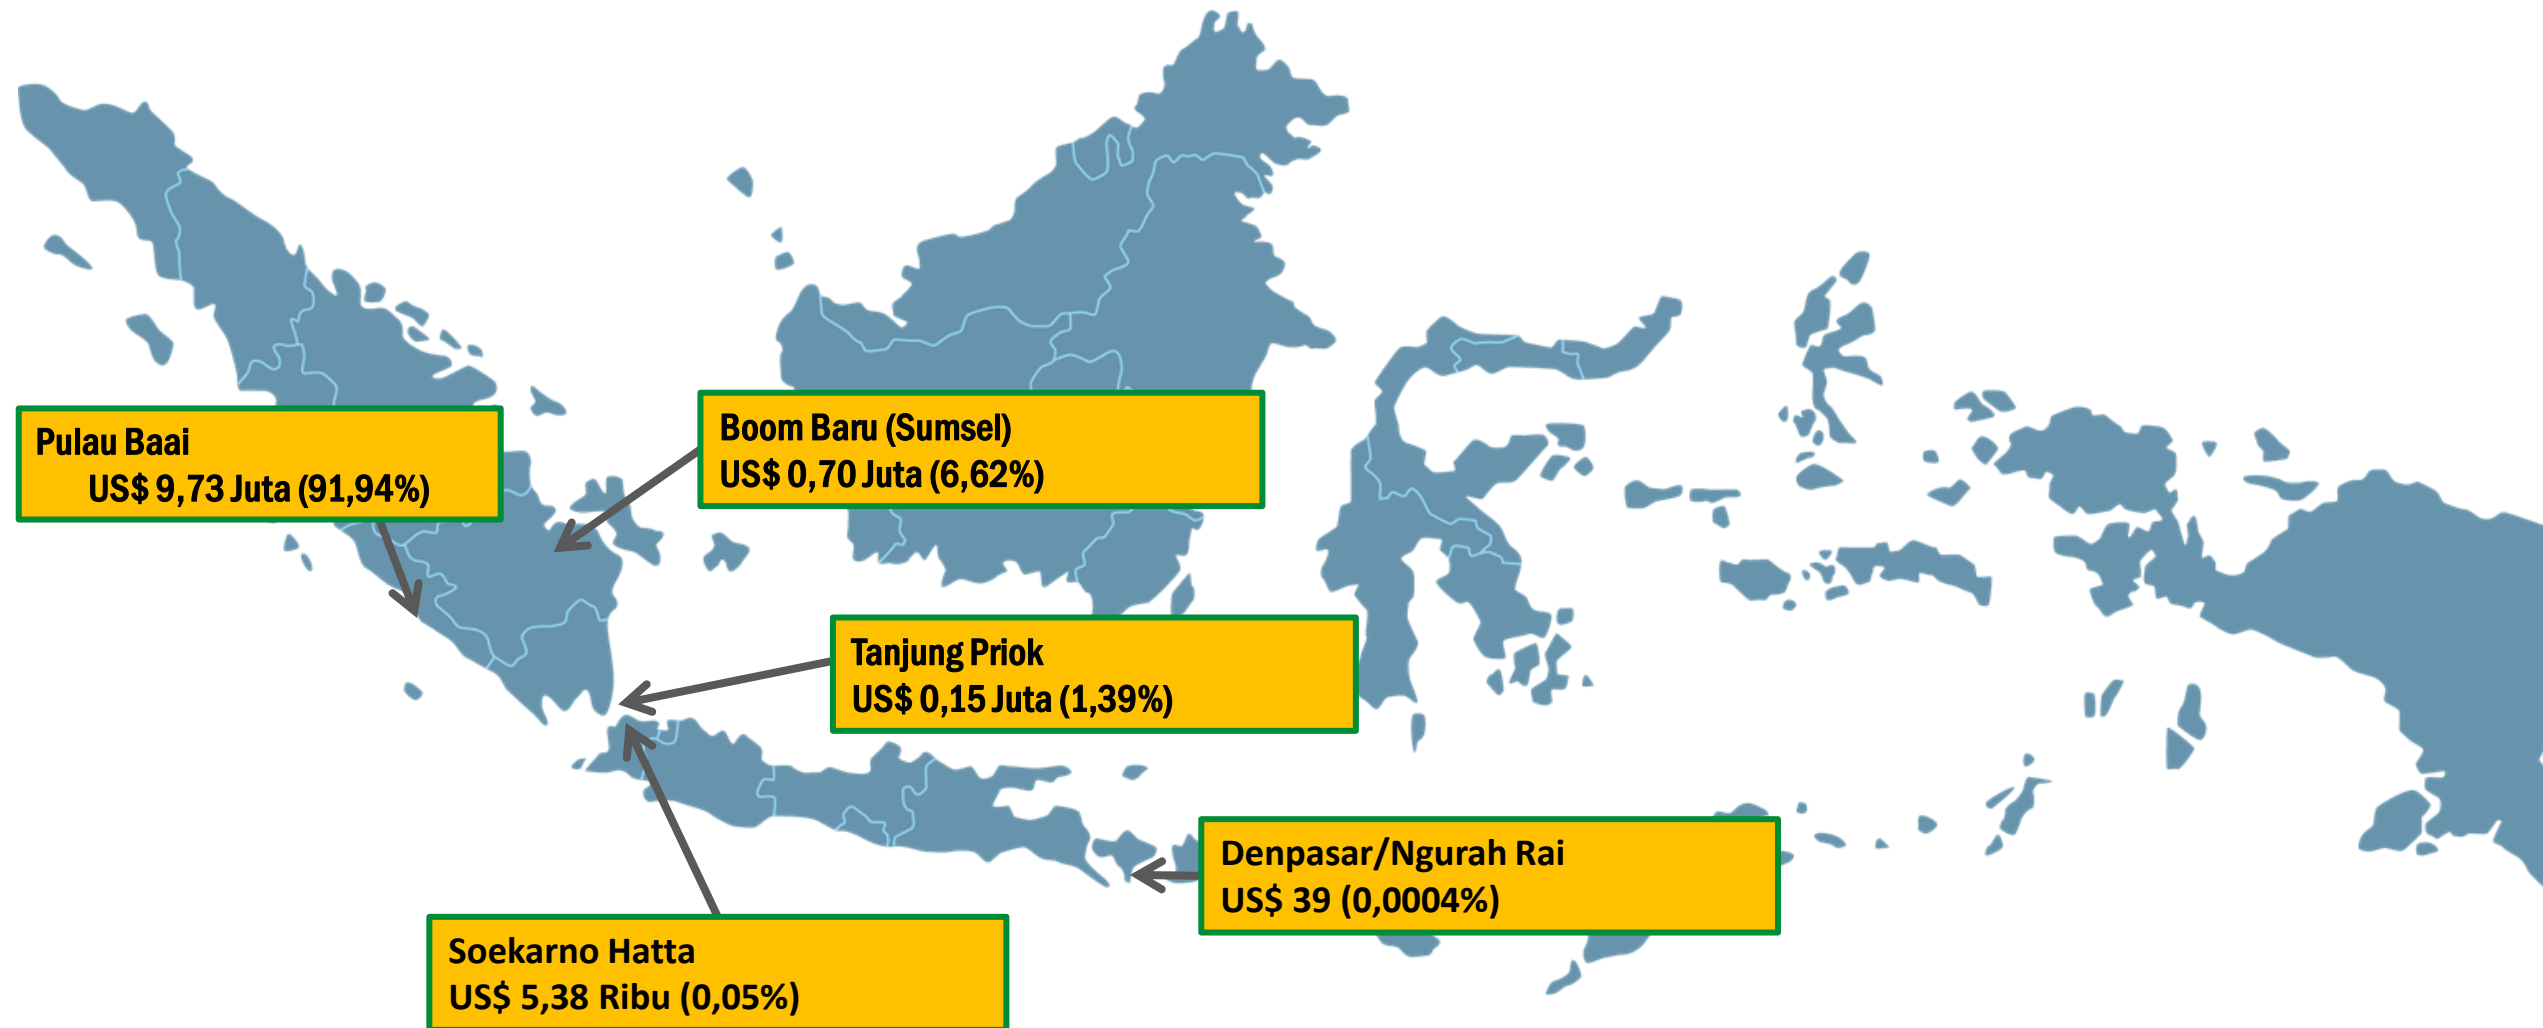 Pulau Baai
US$ 9,73 Juta (91,94%)
Boom Baru (Sumsel)
US$ 0,70 Juta (6,62%)
Tanjung Priok
US$ 0,15 Juta (1,39%)
Denpasar/Ngurah Rai
US$ 39 (0,0004%)
Soekarno Hatta
US$ 5,38 Ribu (0,05%)